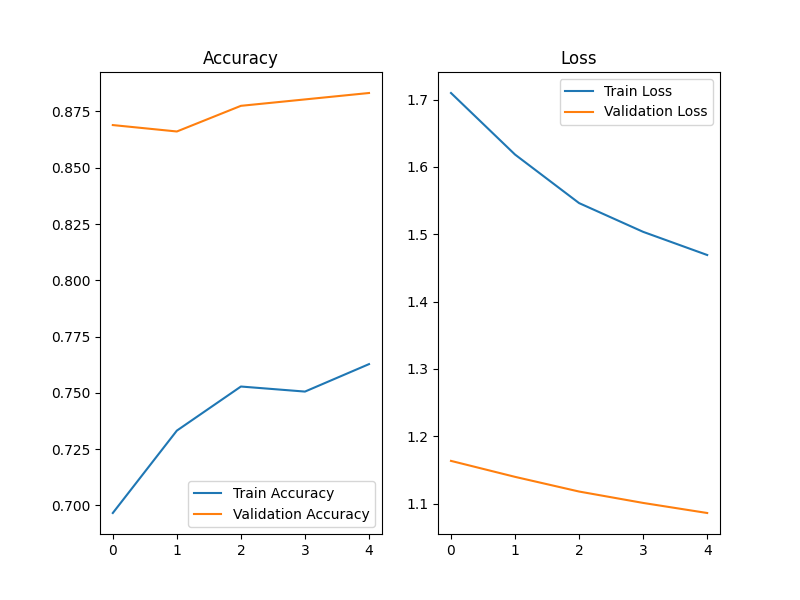 Accuracy
0.875
0.850
0.825
0.800
0.775
0.750
0.725
0.700
0 1 2 3 4
Train Accuracy
Validation Accuracy
Loss
1.7
1.6
1.5
1.4
1.3
1.2
1.1
0 1 2 3 4
Train Loss
Validation Loss